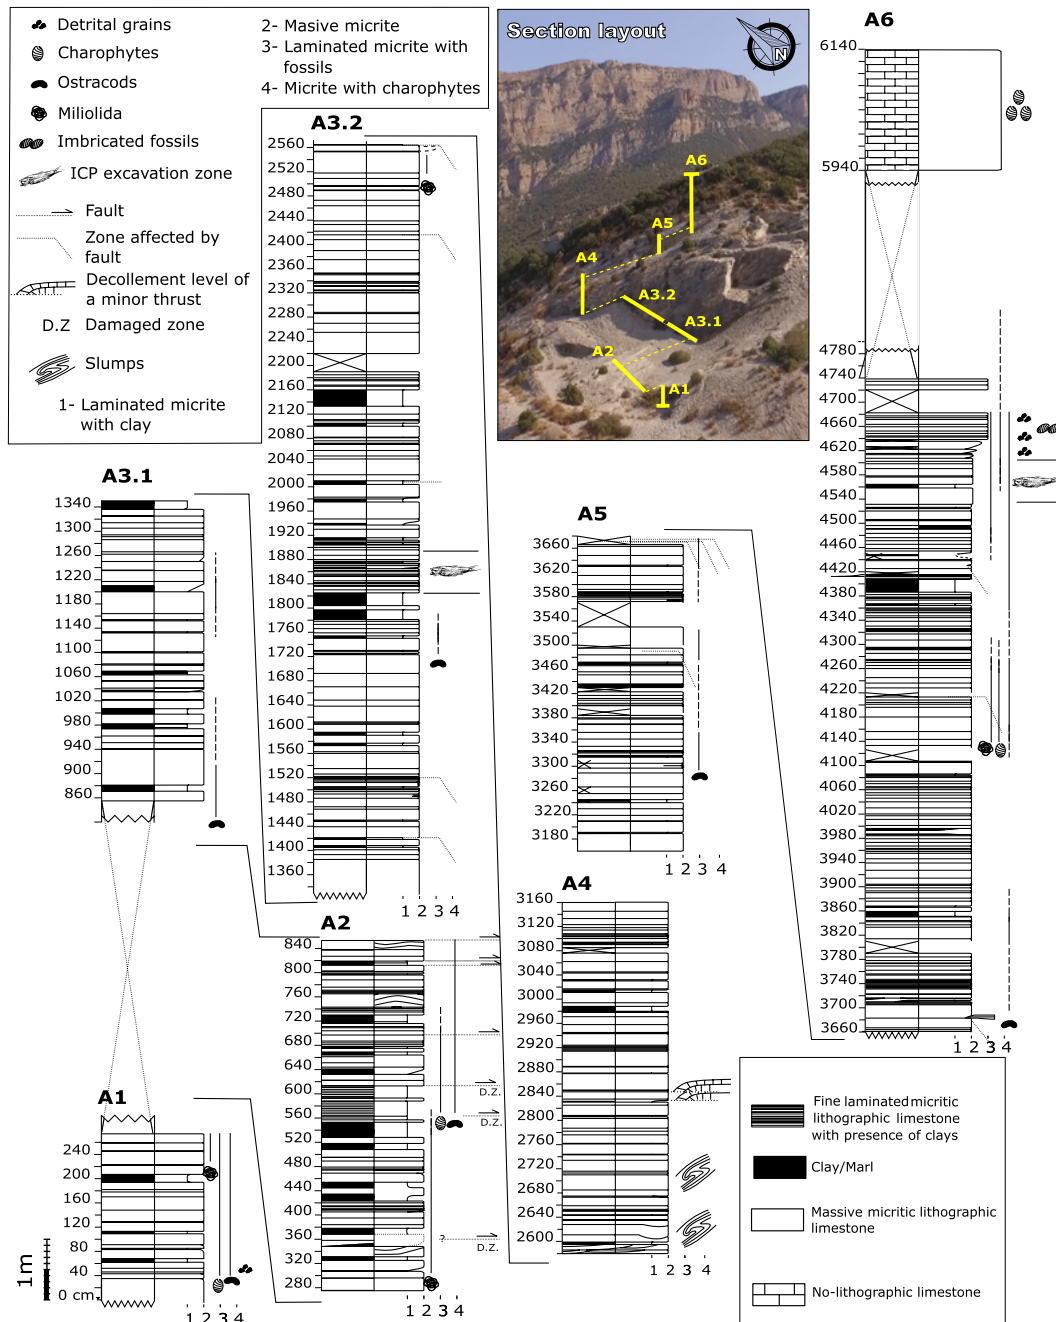 Detrital grains
Charophytes
Ostracods
Miliolida
Imbricated fossils
ICP excavation zone
Fault
Zone affected by
fault
Decollement level of
a minor thrust
D.Z Damaged zone
Slumps
1- Laminated micrite
with clay
2- Masive micrite
3- Laminated micrite with
fossils
4- Micrite with charophytes
Section layout
N
A6
A5
A4
A3.2
A3.1
A2
A1
A6
6140
5940
4780
4740
4700
4660
4620
4580
4540
4500
4460
4420
4380
4340
4300
4260
4220
4180
4140
4100
4060
4020
3980
3940
3900
3860
3820
3780
3740
3700
3660
1 2 3 4
A3.2
2560
2520
2480
2440
2400
2360
2320
2280
2240
2200
2160
2120
2080
2040
2000
1960
1920
1880
1840
1800
1760
1720
1680
1640
1600
1560
1520
1480
1440
1400
1360
1 2 3 4
A3.1
1340
1300
1260
1220
1180
1140
1100
1060
1020
980
940
900
860
A5
3660
3620
3580
3540
3500
3460
3420
3380
3340
3300
3260
3220
3180
1 2 3 4
A4
3160
3120
3080
3040
3000
2960
2920
2880
2840
2800
2760
2720
2680
2640
2600
1 2 3 4
A2
840
800
760
720
680
640
600
560
520
480
440
400
360
320
280
D.Z.
D.Z.
?
D.Z.
1 2 3 4
A1
240
200
160
120
80
40
0 cm
1m
1 2 3 4
Fine laminated micritic
lithographic limestone
with presence of clays
Clay/Marl
Massive micritic lithographic
limestone
No-lithographic limestone